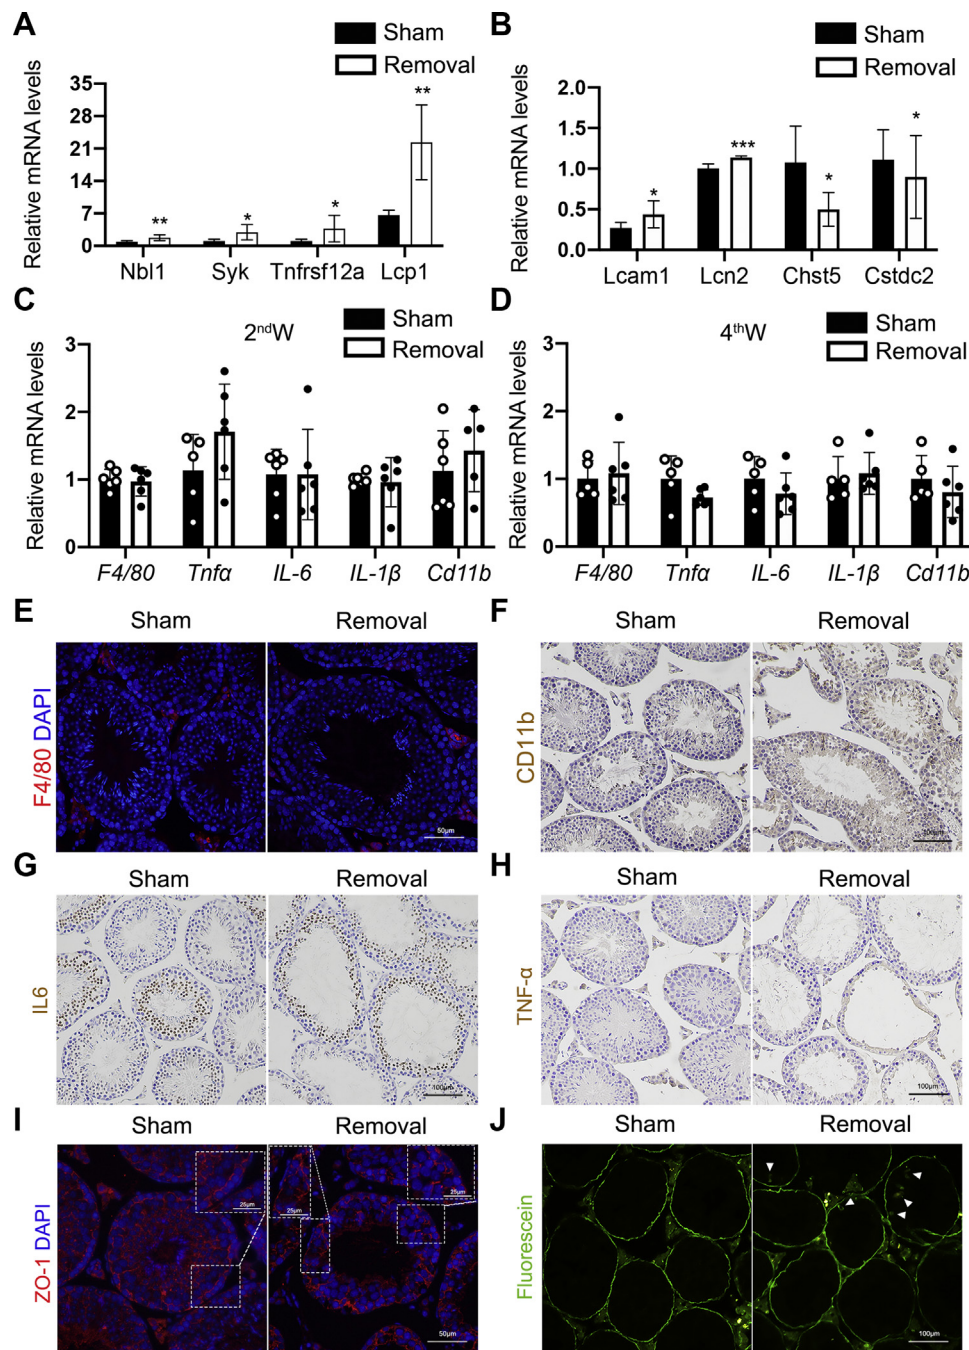 A
Sham
Removal
Relative mRNA levels
35
28
21
14
7
0
**
*
*
**
Nbl1 Syk Tnfrsf12a Lcp1
B
Sham
Removal
Relative mRNA levels
2.0
1.5
1.0
0.5
0.0
*
***
*
*
Lcam1 Lcn2 Chst5 Cstdc2
C
2ndW
Sham
Removal
Relative mRNA levels
3
2
1
0
F4/80 Tnfα IL-6 IL-1β Cd11b
D
4thW
Sham
Removal
Relative mRNA levels
3
2
1
0
F4/80 Tnfα IL-6 IL-1β Cd11b
E
Sham Removal
F4/80 DAPI
50μm
F
Sham Removal
CD11b
100μm
G
Sham Removal
IL6
100μm
H
Sham Removal
TNF-α
100μm
I
Sham Removal
ZO-1 DAPI
25μm
25μm
25μm
50μm
J
Sham Removal
Fluorescein
100μm